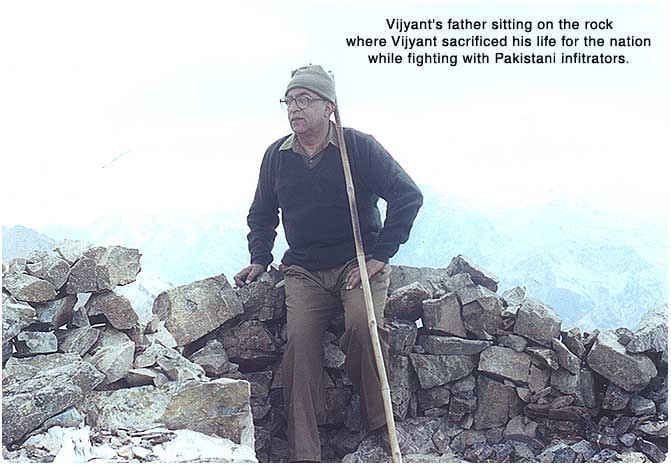 Vijyant's father sitting on the rock
where Vijyant sacrificed his life for the nation
while fighting with Pakistani infitrators.